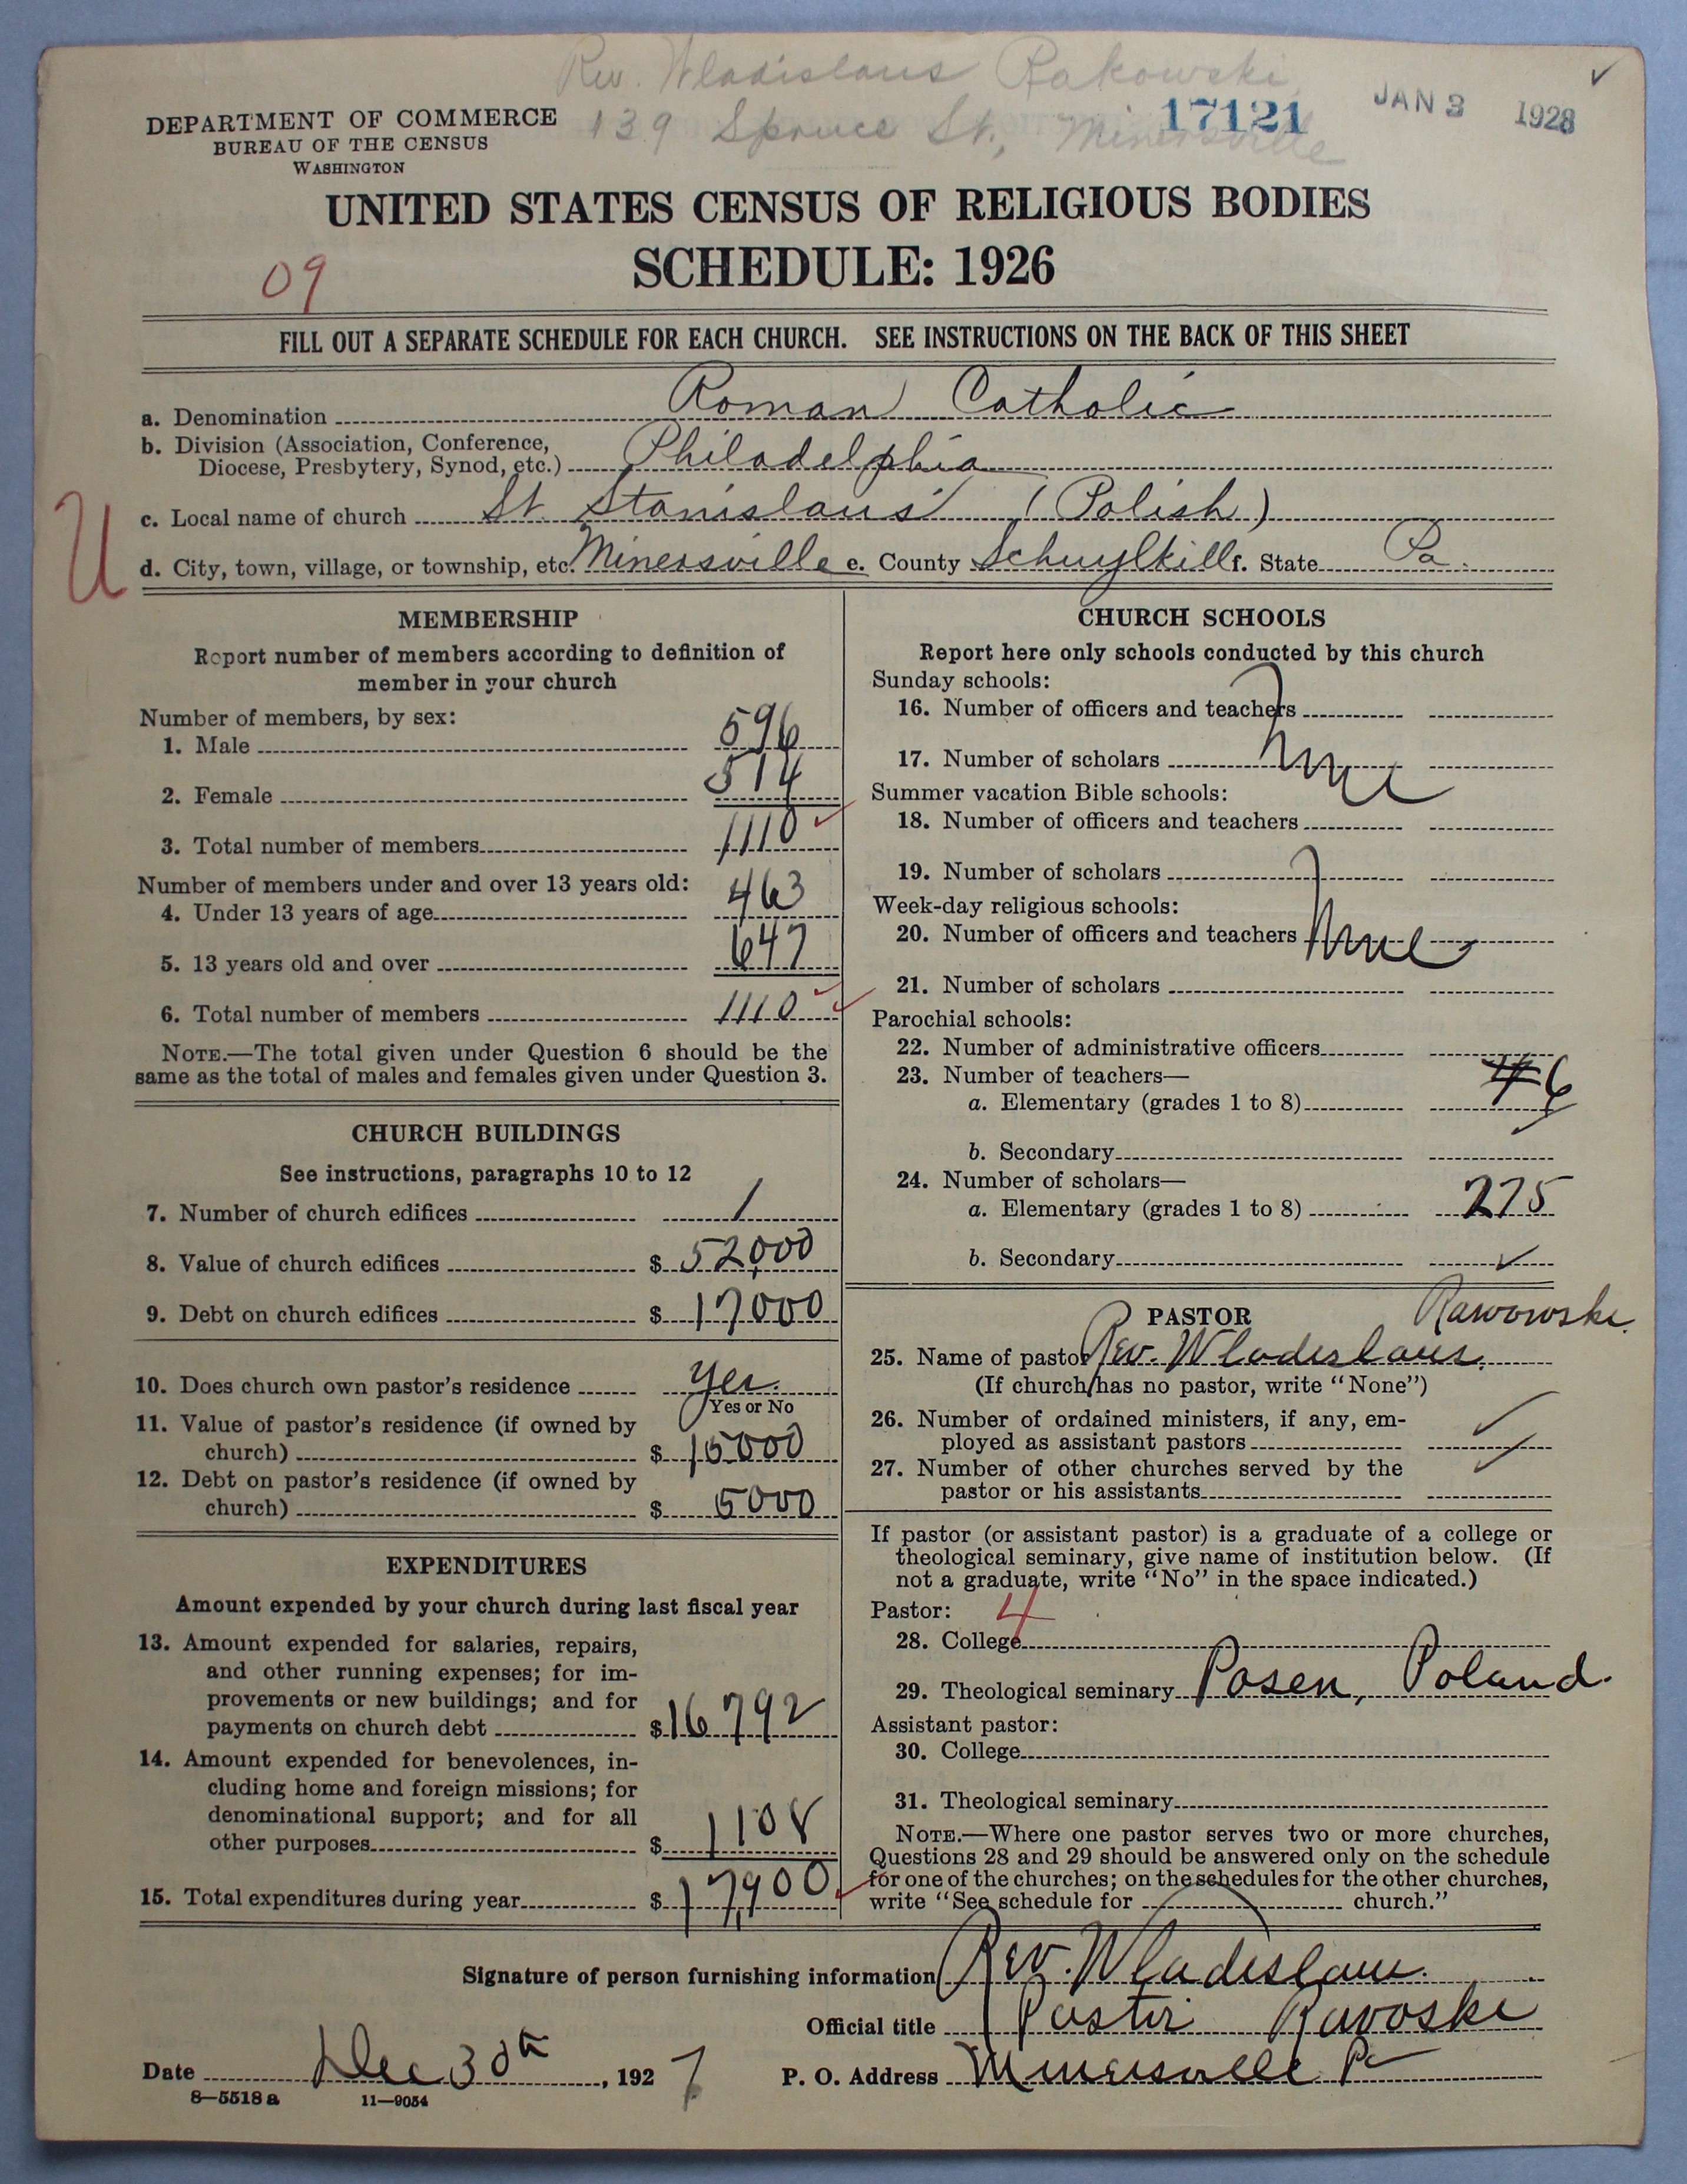 Rev. Wladislaus Rakowski
139 Spruce St., Minersville
17121
JAN 3 1928
DEPARTMENT OF COMMERCE
BUREAU OF THE CENSUS
WASHINGTON
UNITED STATES CENSUS OF RELIGIOUS BODIES
SCHEDULE: 1926
09
FILL OUT A SEPARATE SCHEDULE FOR EACH CHURCH. SEE INSTRUCTIONS ON THE BACK OF THIS SHEET
a. Denomination Roman Catholic
b. Division (Association, Conference,
Diocese, Presbytery, Synod, etc.) Philadelphia
U
c. Local name of church St. Stanislaus' (Polish)
d. City, town, village, or township, etc. Minersville e. County Schuylkill f. State Pa.
MEMBERSHIP
Report number of members according to definition of
member in your church
Number of members, by sex:
1. Male 596
2. Female 514
3. Total number of members 1110
Number of members under and over 13 years old:
4. Under 13 years of age 463
5. 13 years old and over 647
6. Total number of members 1110
NOTE.—The total given under Question 6 should be the
same as the total of males and females given under Question 3.
CHURCH BUILDINGS
See instructions, paragraphs 10 to 12
7. Number of church edifices 1
8. Value of church edifices $ 52,000
9. Debt on church edifices $ 17000
10. Does church own pastor's residence Yes.
Yes or No
11. Value of pastor's residence (if owned by
church) $ 15000
12. Debt on pastor's residence (if owned by
church) $ 5000
EXPENDITURES
Amount expended by your church during last fiscal year
13. Amount expended for salaries, repairs,
and other running expenses; for im-
provements or new buildings; and for
payments on church debt $ 16792
14. Amount expended for benevolences, in-
cluding home and foreign missions; for
denominational support; and for all
other purposes $ 1108
15. Total expenditures during year $ 17,900
CHURCH SCHOOLS
Report here only schools conducted by this church
Sunday schools:
16. Number of officers and teachers
17. Number of scholars
Summer vacation Bible schools:
18. Number of officers and teachers
19. Number of scholars
Week-day religious schools:
20. Number of officers and teachers
21. Number of scholars
Parochial schools:
22. Number of administrative officers
23. Number of teachers—
a. Elementary (grades 1 to 8) 6
b. Secondary
24. Number of scholars—
a. Elementary (grades 1 to 8) 275
b. Secondary
PASTOR
Rawowski.
25. Name of pastor Rev. Wladislaus.
(If church has no pastor, write "None")
26. Number of ordained ministers, if any, em-
ployed as assistant pastors
27. Number of other churches served by the
pastor or his assistants
If pastor (or assistant pastor) is a graduate of a college or
theological seminary, give name of institution below. (If
not a graduate, write "No" in the space indicated.)
Pastor: 4
28. College
29. Theological seminary Posen, Poland.
Assistant pastor:
30. College
31. Theological seminary
NOTE.—Where one pastor serves two or more churches,
Questions 28 and 29 should be answered only on the schedule
for one of the churches; on the schedules for the other churches,
write "See schedule for church."
Signature of person furnishing information Rev. Wladislaus.
Official title Pastor Ravoski
Date Dec 30th, 1927 P. O. Address Minersville Pa
8—5518 a 11—9054